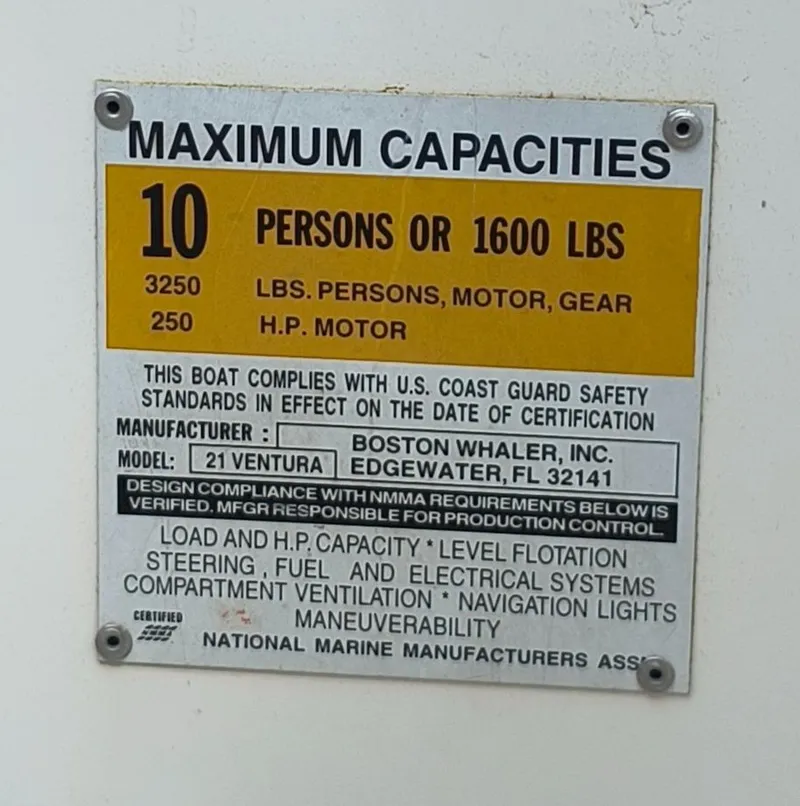 MAXIMUM CAPACITIES
10 PERSONS OR 1600 LBS
3250 LBS. PERSONS, MOTOR, GEAR
250 H.P. MOTOR
THIS BOAT COMPLIES WITH U.S. COAST GUARD SAFETY
STANDARDS IN EFFECT ON THE DATE OF CERTIFICATION
MANUFACTURER : BOSTON WHALER, INC.
MODEL: 21 VENTURA EDGEWATER, FL 32141
DESIGN COMPLIANCE WITH NMMA REQUIREMENTS BELOW IS
VERIFIED. MFGR RESPONSIBLE FOR PRODUCTION CONTROL.
LOAD AND H.P. CAPACITY * LEVEL FLOTATION
STEERING , FUEL AND ELECTRICAL SYSTEMS
COMPARTMENT VENTILATION * NAVIGATION LIGHTS
MANEUVERABILITY
CERTIFIED
NATIONAL MARINE MANUFACTURERS